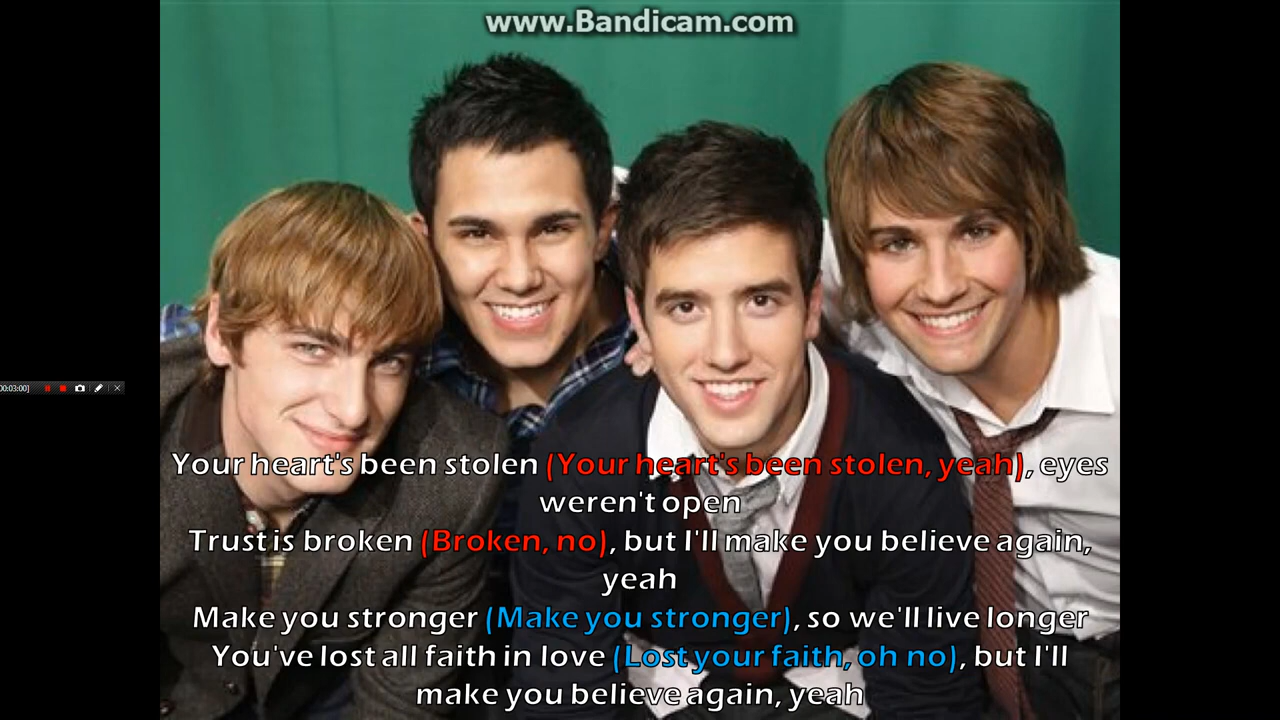 www.Bandicam.com
00:03:00]
Your heart's been stolen (Your heart's been stolen, yeah), eyes
weren't open
Trust is broken (Broken, no), but I'll make you believe again,
yeah
Make you stronger (Make you stronger), so we'll live longer
You've lost all faith in love (Lost your faith, oh no), but I'll
make you believe again, yeah